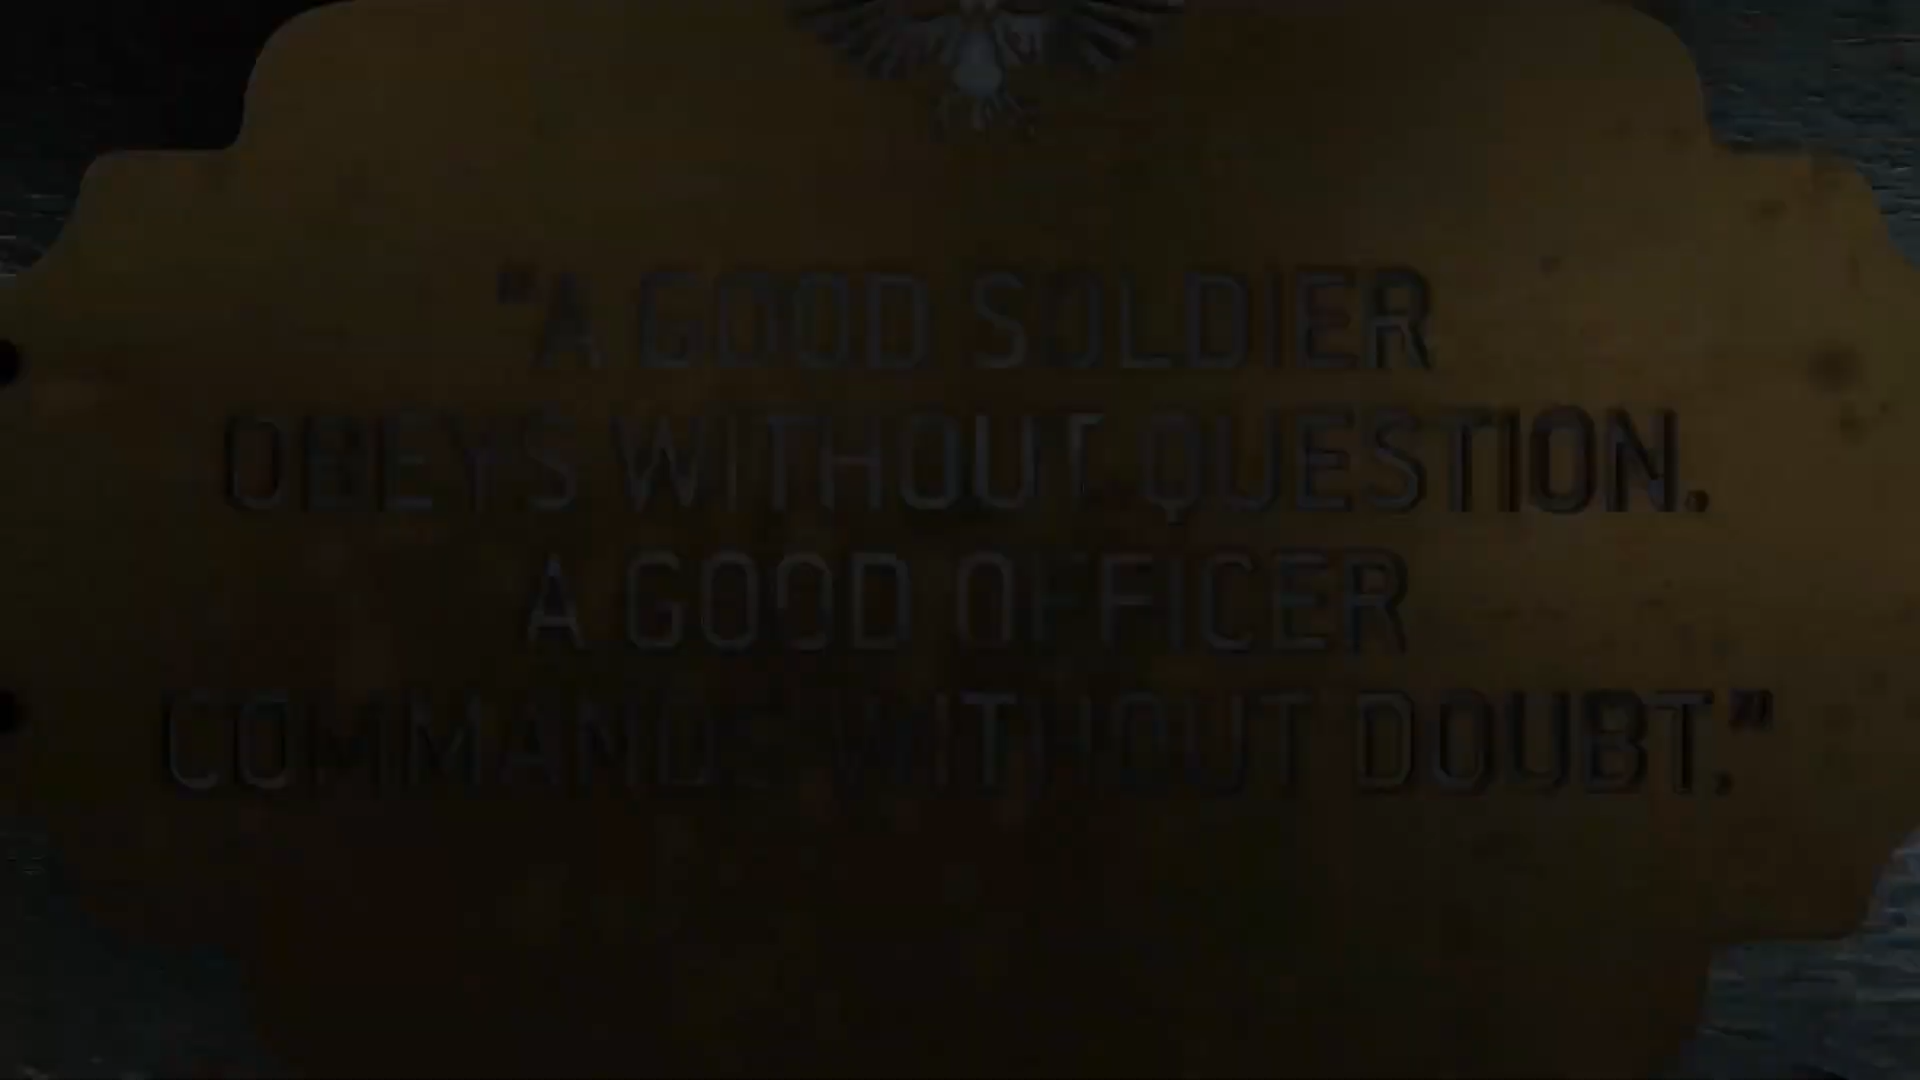 "A GOOD SOLDIER
OBEYS WITHOUT QUESTION.
A GOOD OFFICER
COMMANDS WITHOUT DOUBT."